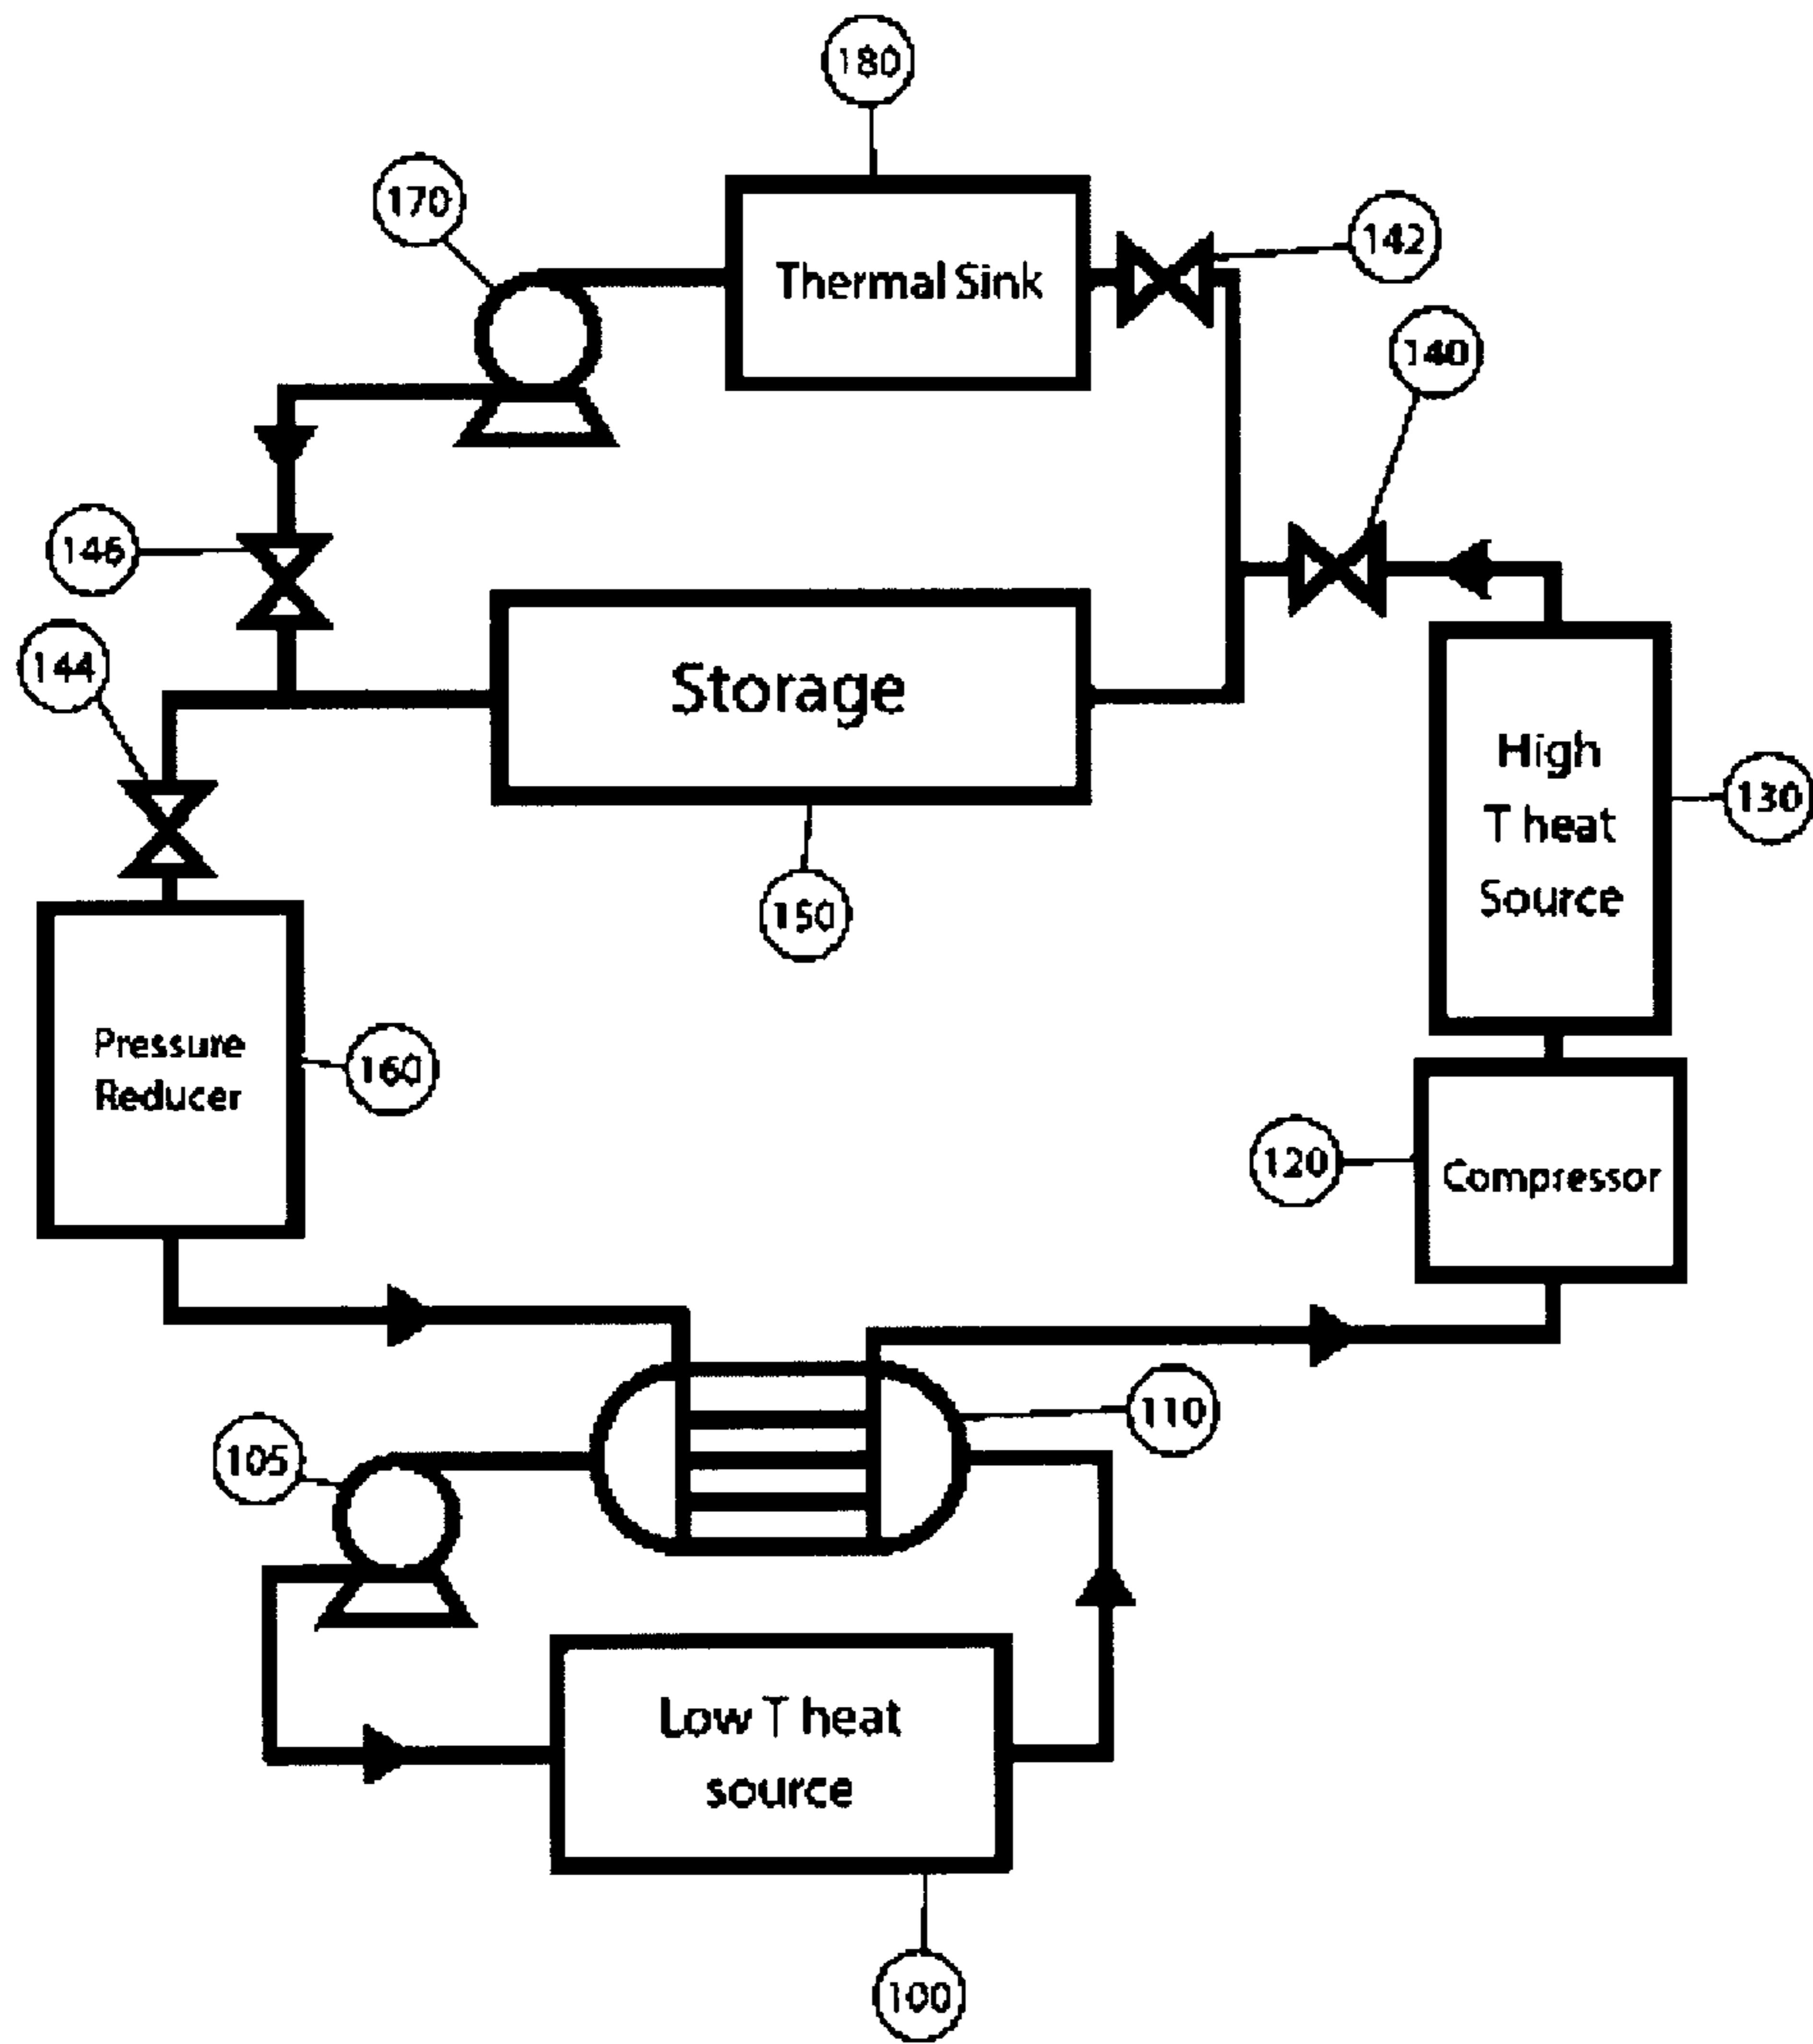 180
170
142
Thermal Sink
140
146
144
Storage
High
T heat
Source
130
150
Pressure
Reducer
160
120
Compressor
110
105
Low T heat
source
100